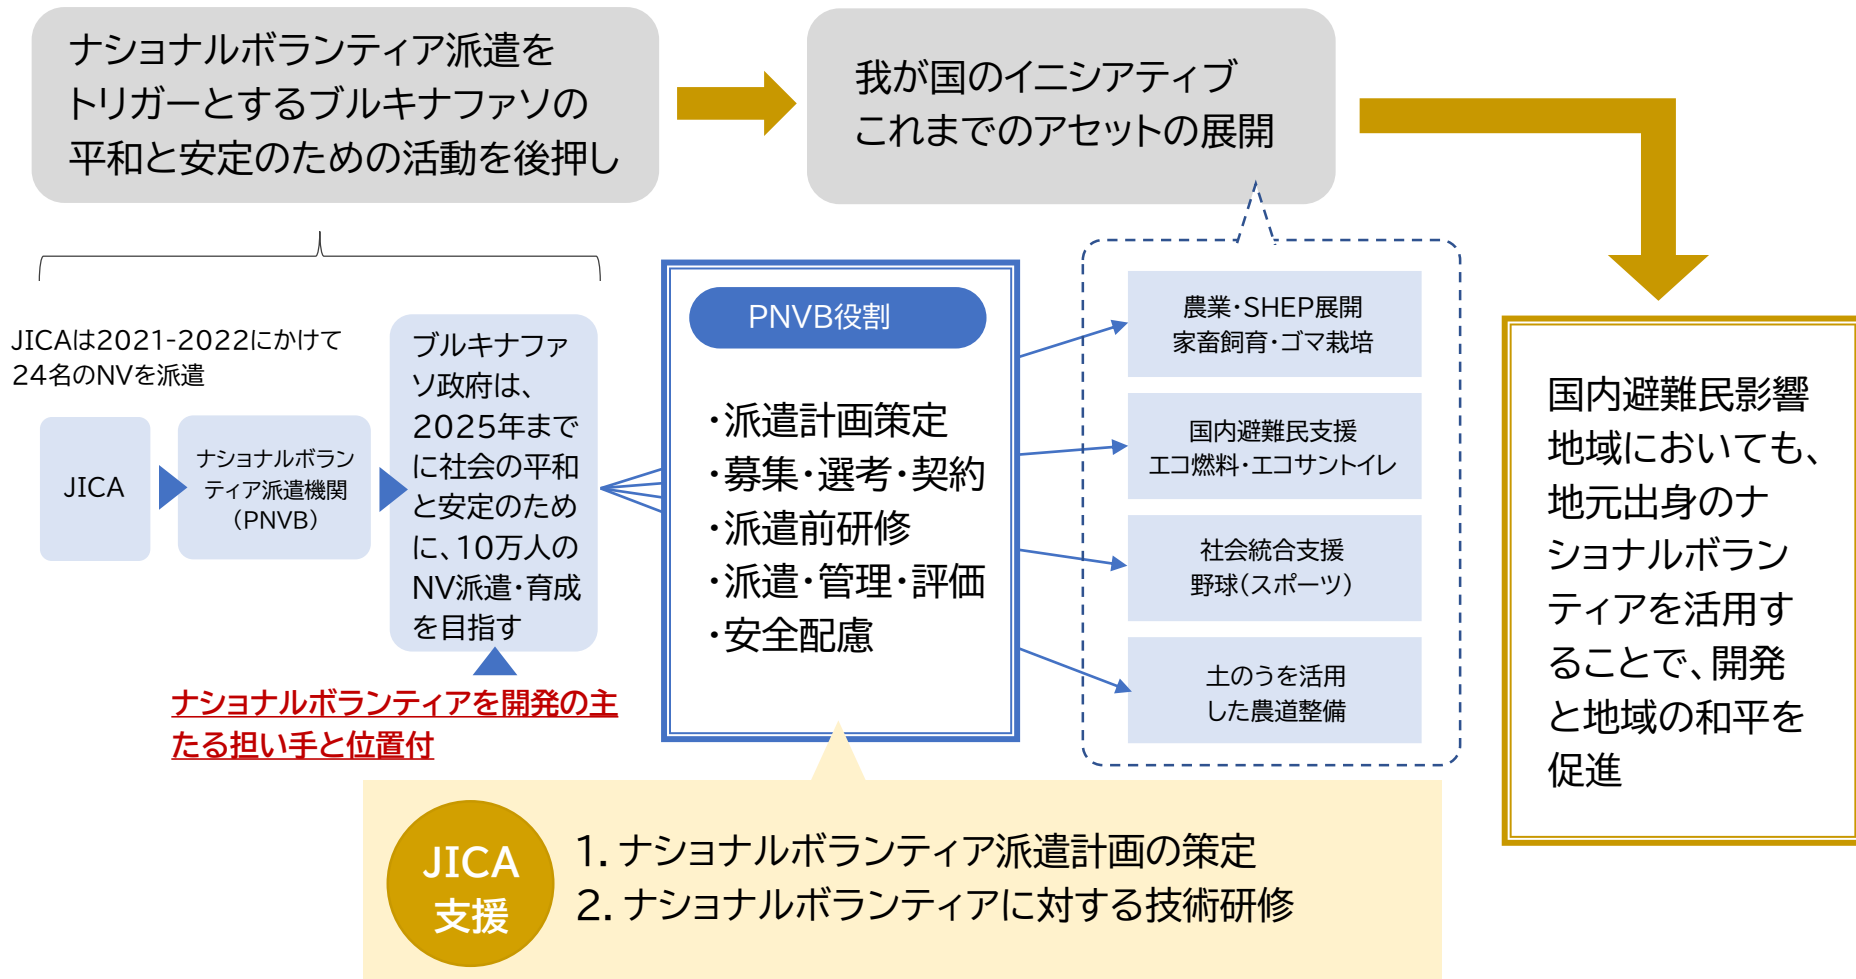 ナショナルボランティア派遣を
トリガーとするブルキナファソの
平和と安定のための活動を後押し
我が国のイニシアティブ
これまでのアセットの展開
JICAは2021-2022にかけて
24名のNVを派遣
JICA
ナショナルボラン
ティア派遣機関
(PNVB)
ブルキナファ
ソ政府は、
2025年まで
に社会の平和
と安定のため
に、10万人の
NV派遣・育成
を目指す
ナショナルボランティアを開発の主
たる担い手と位置付
PNVB役割
・派遣計画策定
・募集・選考・契約
・派遣前研修
・派遣・管理・評価
・安全配慮
農業・SHEP展開
家畜飼育・ゴマ栽培
国内避難民支援
エコ燃料・エコサントイレ
社会統合支援
野球(スポーツ)
土のうを活用
した農道整備
国内避難民影響
地域においても、
地元出身のナ
ショナルボラン
ティアを活用す
ることで、開発
と地域の和平を
促進
JICA
支援
1. ナショナルボランティア派遣計画の策定
2. ナショナルボランティアに対する技術研修